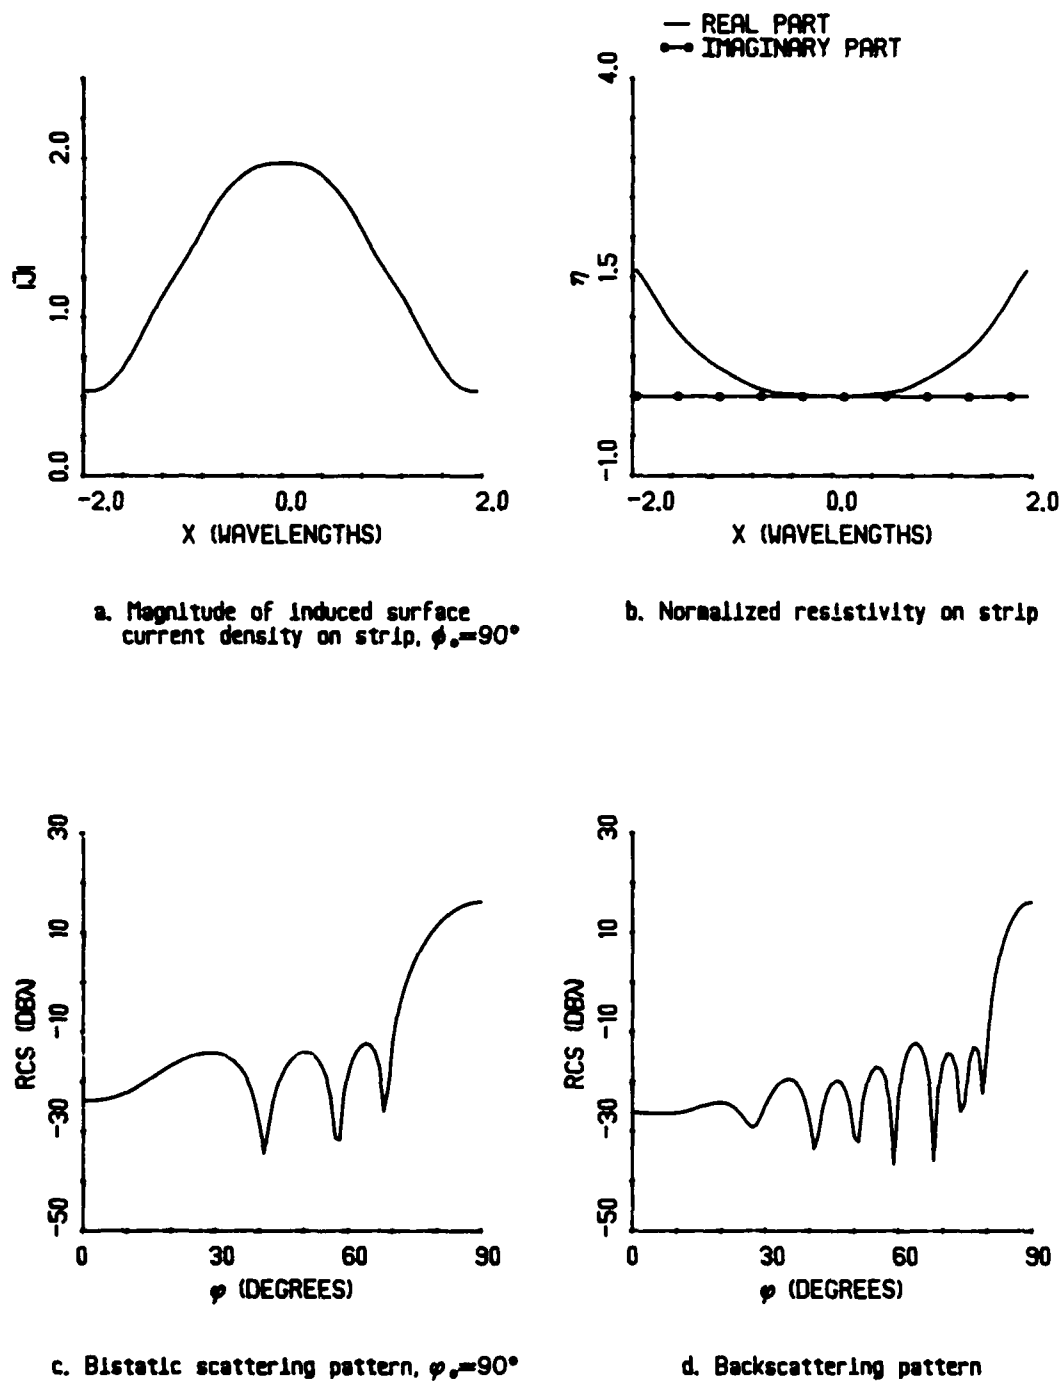 — REAL PART
•—• IMAGINARY PART
2.0
1.0
0.0
|J|
-2.0 0.0 2.0
X (WAVELENGTHS)
4.0
1.5
-1.0
η
-2.0 0.0 2.0
X (WAVELENGTHS)
a. Magnitude of induced surface
current density on strip, ϕ₀=90°
b. Normalized resistivity on strip
30
10
-10
-30
-50
RCS (DBλ)
0 30 60 90
φ (DEGREES)
30
10
-10
-30
-50
RCS (DBλ)
0 30 60 90
φ (DEGREES)
c. Bistatic scattering pattern, φ₀=90°
d. Backscattering pattern